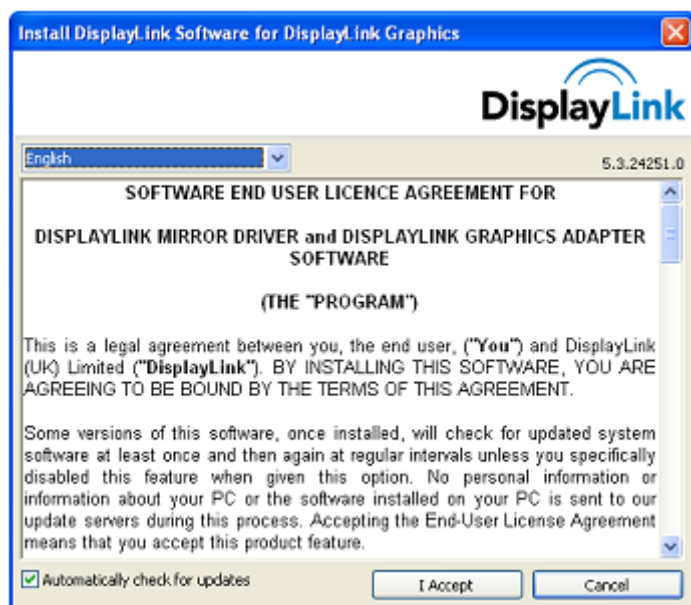 Install DisplayLink Software for DisplayLink Graphics
DisplayLink
English
5.3.24251.0
SOFTWARE END USER LICENCE AGREEMENT FOR
DISPLAYLINK MIRROR DRIVER and DISPLAYLINK GRAPHICS ADAPTER
SOFTWARE
(THE "PROGRAM")
This is a legal agreement between you, the end user, ("You") and DisplayLink
(UK) Limited ("DisplayLink"). BY INSTALLING THIS SOFTWARE, YOU ARE
AGREEING TO BE BOUND BY THE TERMS OF THIS AGREEMENT.
Some versions of this software, once installed, will check for updated system
software at least once and then again at regular intervals unless you specifically
disabled this feature when given this option. No personal information or
information about your PC or the software installed on your PC is sent to our
update servers during this process. Accepting the End-User License Agreement
means that you accept this product feature.
Automatically check for updates
I Accept
Cancel